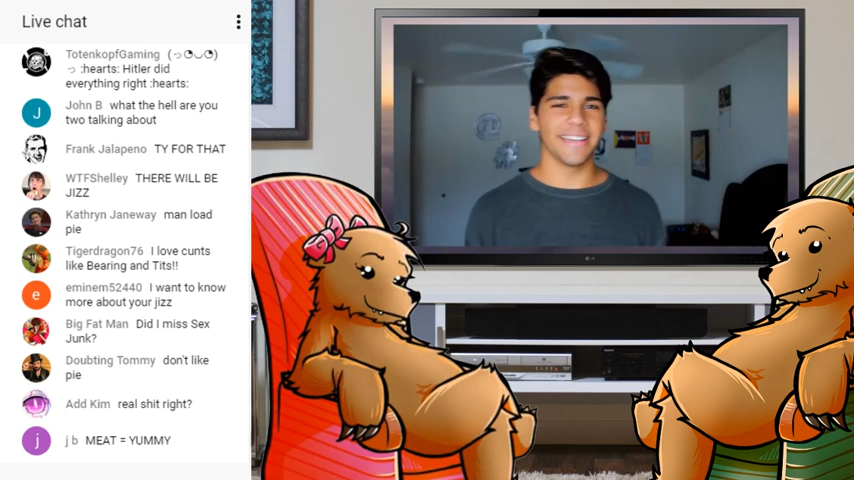 Live chat
TotenkopfGaming (っ◔◡◔)
っ :hearts: Hitler did
everything right :hearts:
John B what the hell are you
two talking about
Frank Jalapeno TY FOR THAT
WTFShelley THERE WILL BE
JIZZ
Kathryn Janeway man load
pie
Tigerdragon76 I love cunts
like Bearing and Tits!!
eminem52440 I want to know
more about your jizz
Big Fat Man Did I miss Sex
Junk?
Doubting Tommy don't like
pie
Add Kim real shit right?
j b MEAT = YUMMY
J
e
j
LG